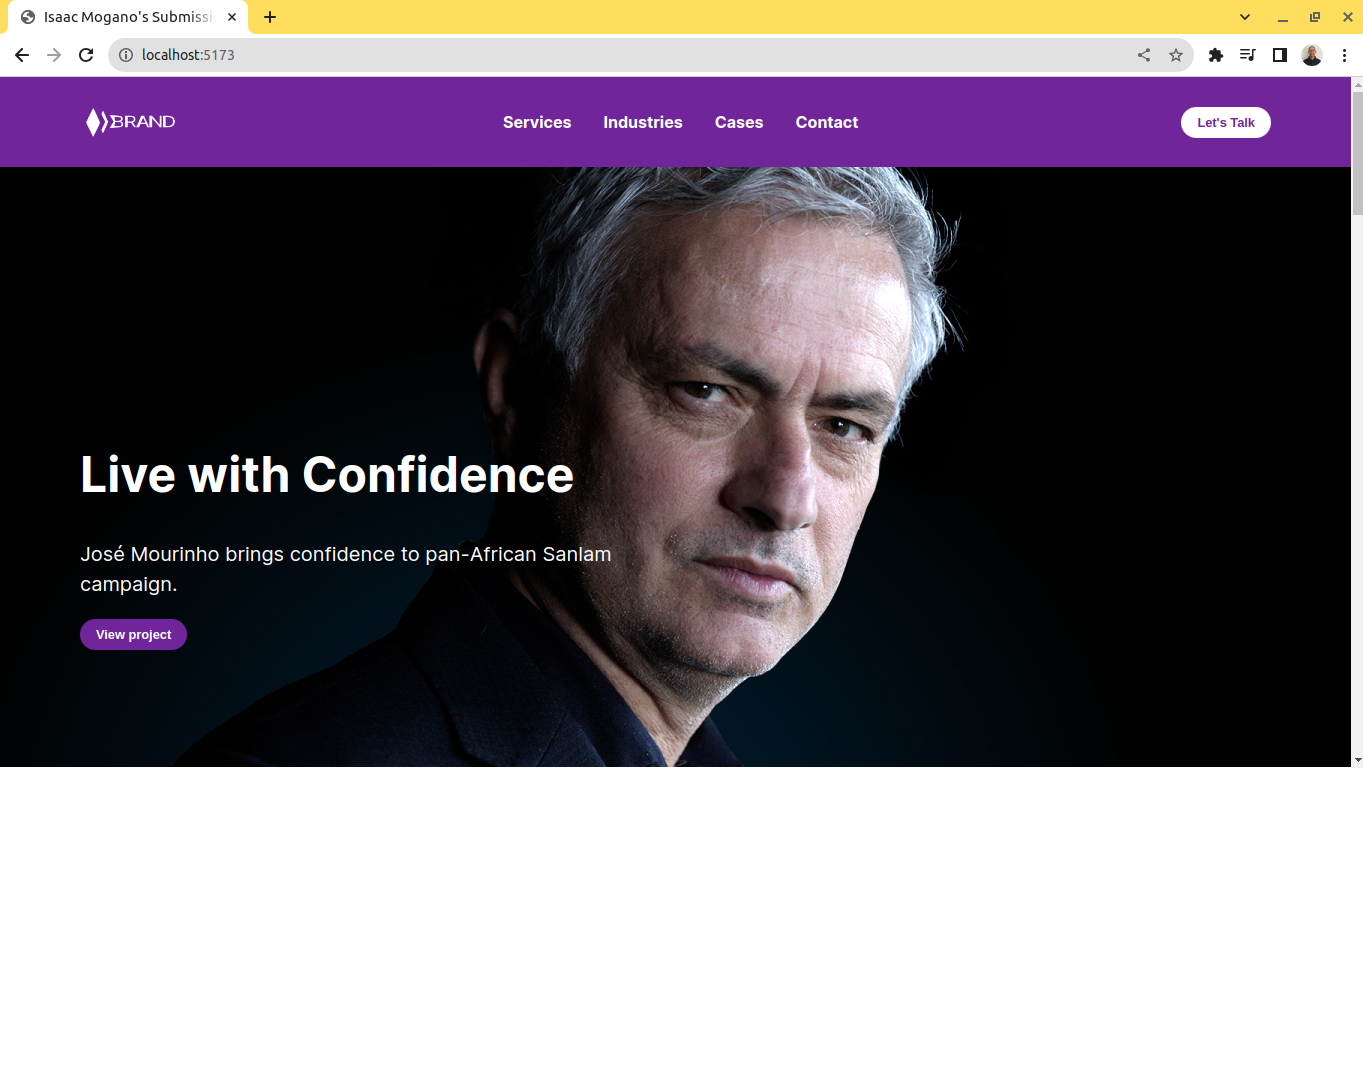 Isaac Mogano's Submissi
localhost:5173
BRAND
Services Industries Cases Contact
Let's Talk
Live with Confidence
José Mourinho brings confidence to pan-African Sanlam
campaign.
View project